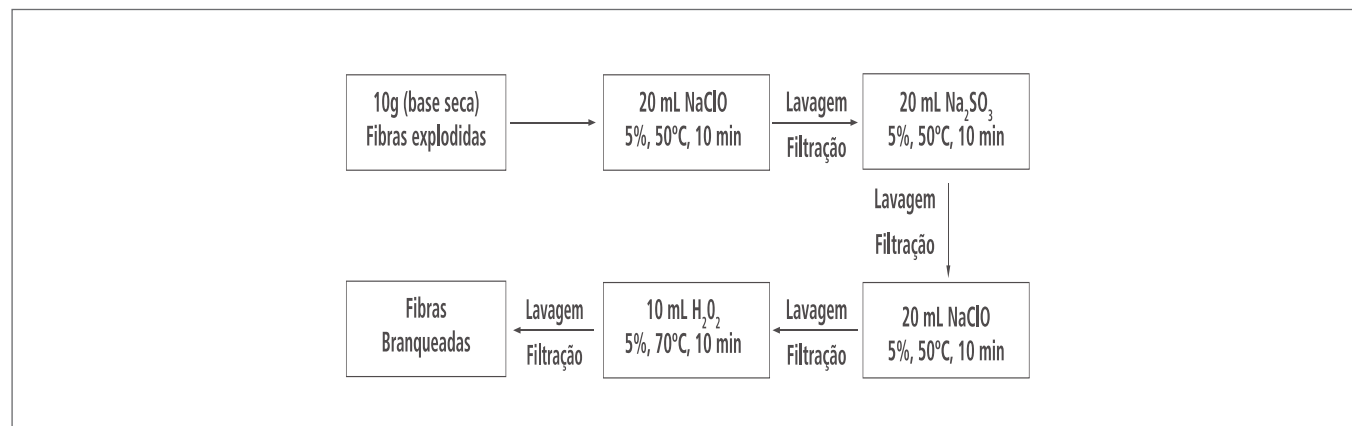 10g (base seca)
Fibras explodidas
20 mL NaClO
5%, 50ºC, 10 min
Lavagem
Filtração
20 mL Na₂SO₃
5%, 50ºC, 10 min
Lavagem
Filtração
20 mL NaClO
5%, 50ºC, 10 min
Lavagem
Filtração
10 mL H₂O₂
5%, 70ºC, 10 min
Lavagem
Filtração
Fibras
Branqueadas